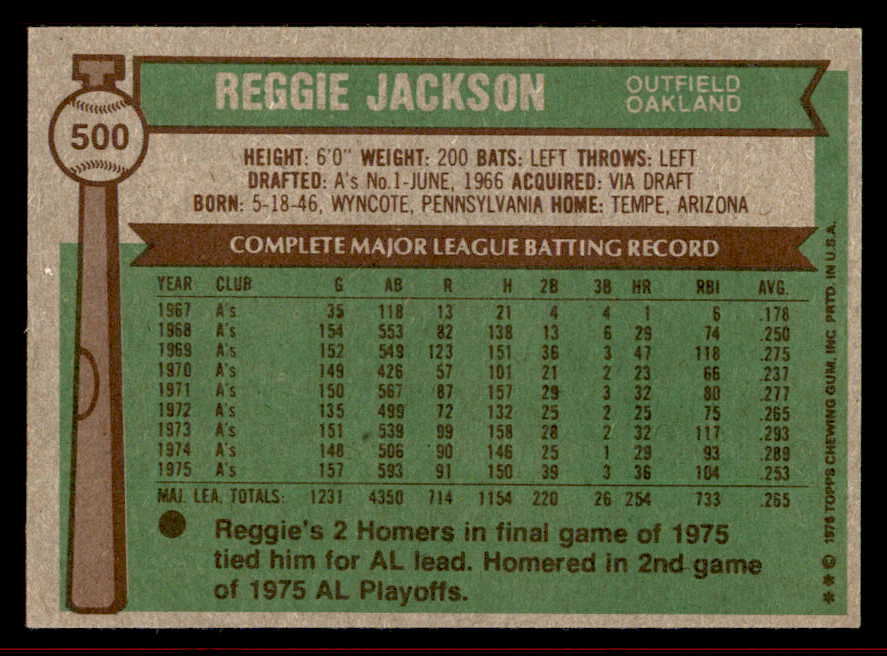 500
REGGIE JACKSON
OUTFIELD
OAKLAND
HEIGHT: 6'0" WEIGHT: 200 BATS: LEFT THROWS: LEFT
DRAFTED: A's No.1-JUNE, 1966 ACQUIRED: VIA DRAFT
BORN: 5-18-46, WYNCOTE, PENNSYLVANIA HOME: TEMPE, ARIZONA
COMPLETE MAJOR LEAGUE BATTING RECORD
YEAR CLUB G AB R H 2B 3B HR RBI AVG.
1967 A's 35 118 13 21 4 4 1 6 .178
1968 A's 154 553 82 138 13 6 29 74 .250
1969 A's 152 549 123 151 36 3 47 118 .275
1970 A's 149 426 57 101 21 2 23 66 .237
1971 A's 150 567 87 157 29 3 32 80 .277
1972 A's 135 499 72 132 25 2 25 75 .265
1973 A's 151 539 99 158 28 2 32 117 .293
1974 A's 148 506 90 146 25 1 29 93 .289
1975 A's 157 593 91 150 39 3 36 104 .253
MAJ. LEA. TOTALS: 1231 4350 714 1154 220 26 254 733 .265
Reggie's 2 Homers in final game of 1975
tied him for AL lead. Homered in 2nd game
of 1975 AL Playoffs.
** © 1976 TOPPS CHEWING GUM, INC. PRTD. IN U.S.A.